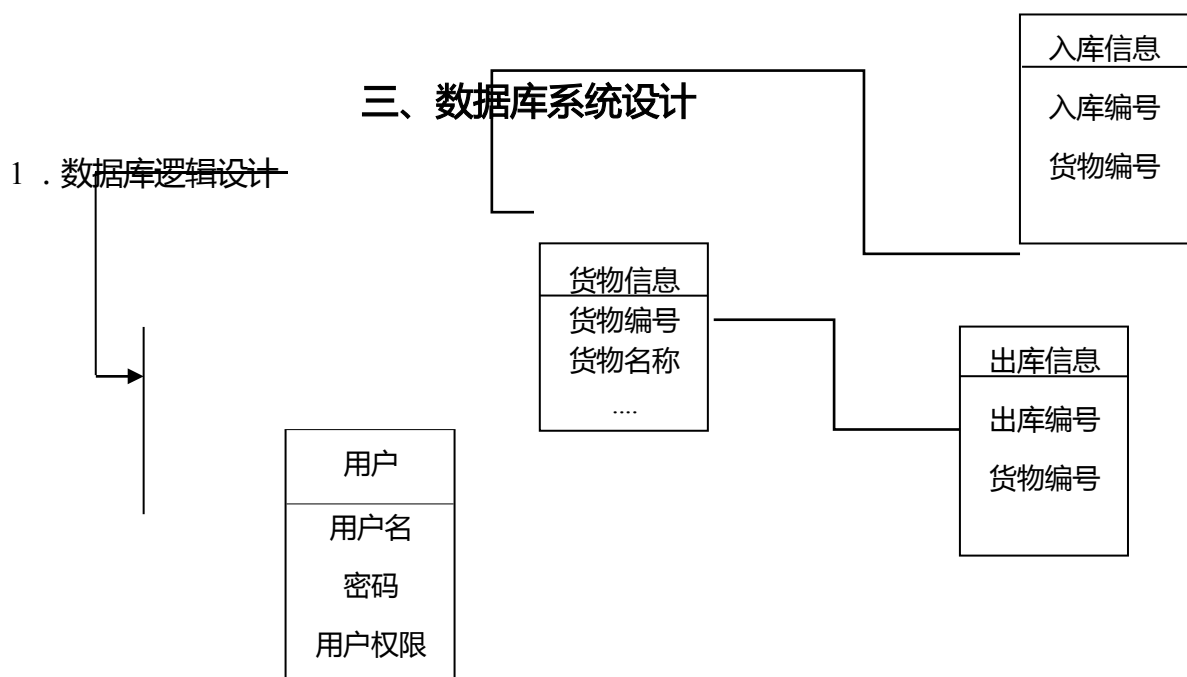 三、数据库系统设计
1．数据库逻辑设计
入库信息
入库编号
货物编号
货物信息
货物编号
货物名称
....
出库信息
出库编号
货物编号
用户
用户名
密码
用户权限